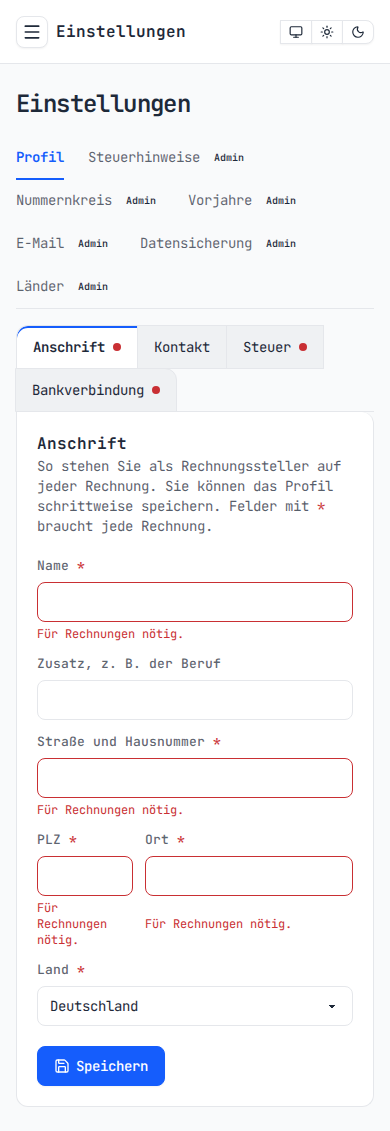 Einstellungen
Einstellungen
Profil Steuerhinweise Admin
Nummernkreis Admin Vorjahre Admin
E-Mail Admin Datensicherung Admin
Länder Admin
Anschrift Kontakt Steuer
Bankverbindung
Anschrift
So stehen Sie als Rechnungssteller auf
jeder Rechnung. Sie können das Profil
schrittweise speichern. Felder mit *
braucht jede Rechnung.
Name *
Für Rechnungen nötig.
Zusatz, z. B. der Beruf
Straße und Hausnummer *
Für Rechnungen nötig.
PLZ * Ort *
Für
Rechnungen
nötig.
Für Rechnungen nötig.
Land *
Deutschland
Speichern